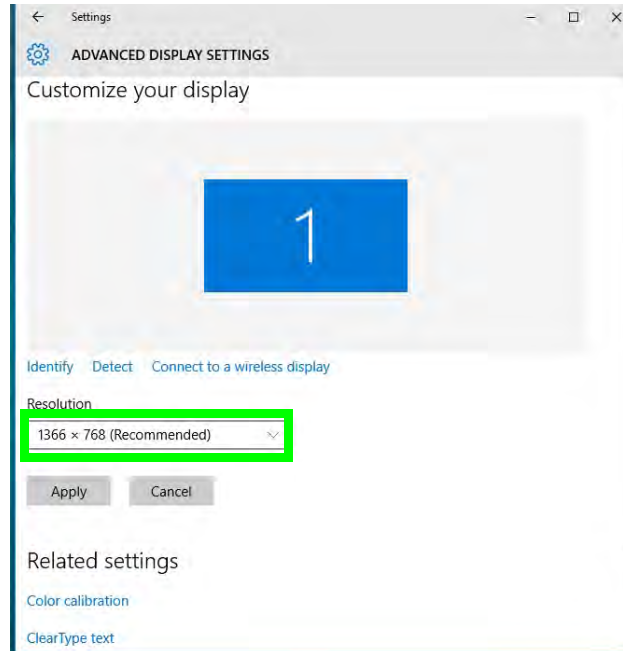 Settings
ADVANCED DISPLAY SETTINGS
Customize your display
1
Identify Detect Connect to a wireless display
Resolution
1366 × 768 (Recommended)
Apply Cancel
Related settings
Color calibration
ClearType text